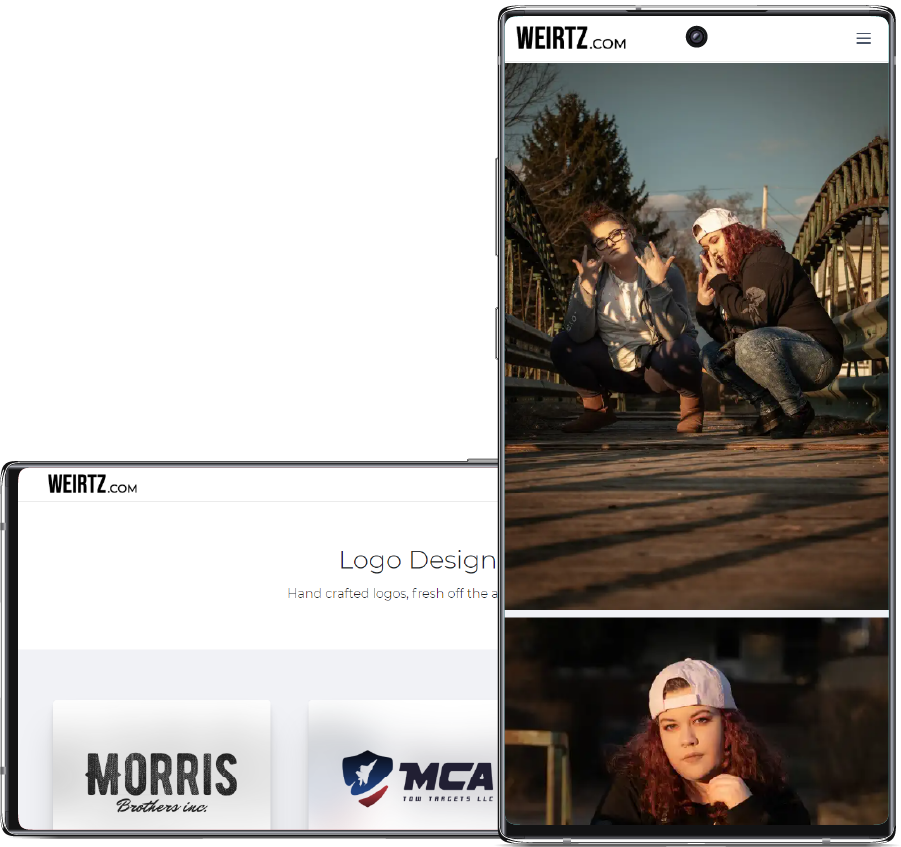 WEIRTZ.COM
WEIRTZ.COM
Logo Design
Hand crafted logos, fresh off the a
MORRIS
Brothers inc.
MCA
TOW TARGETS LLC